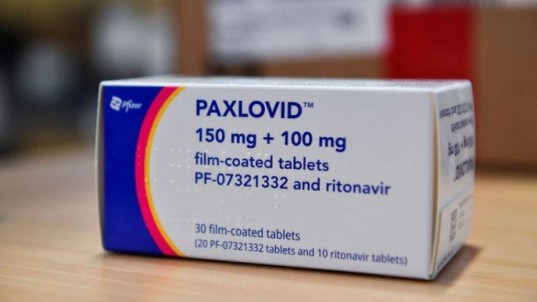 Pfizer
PAXLOVID™
150 mg + 100 mg
film-coated tablets
PF-07321332 and ritonavir
30 film-coated tablets
(20 PF-07321332 tablets and 10 ritonavir tablets)